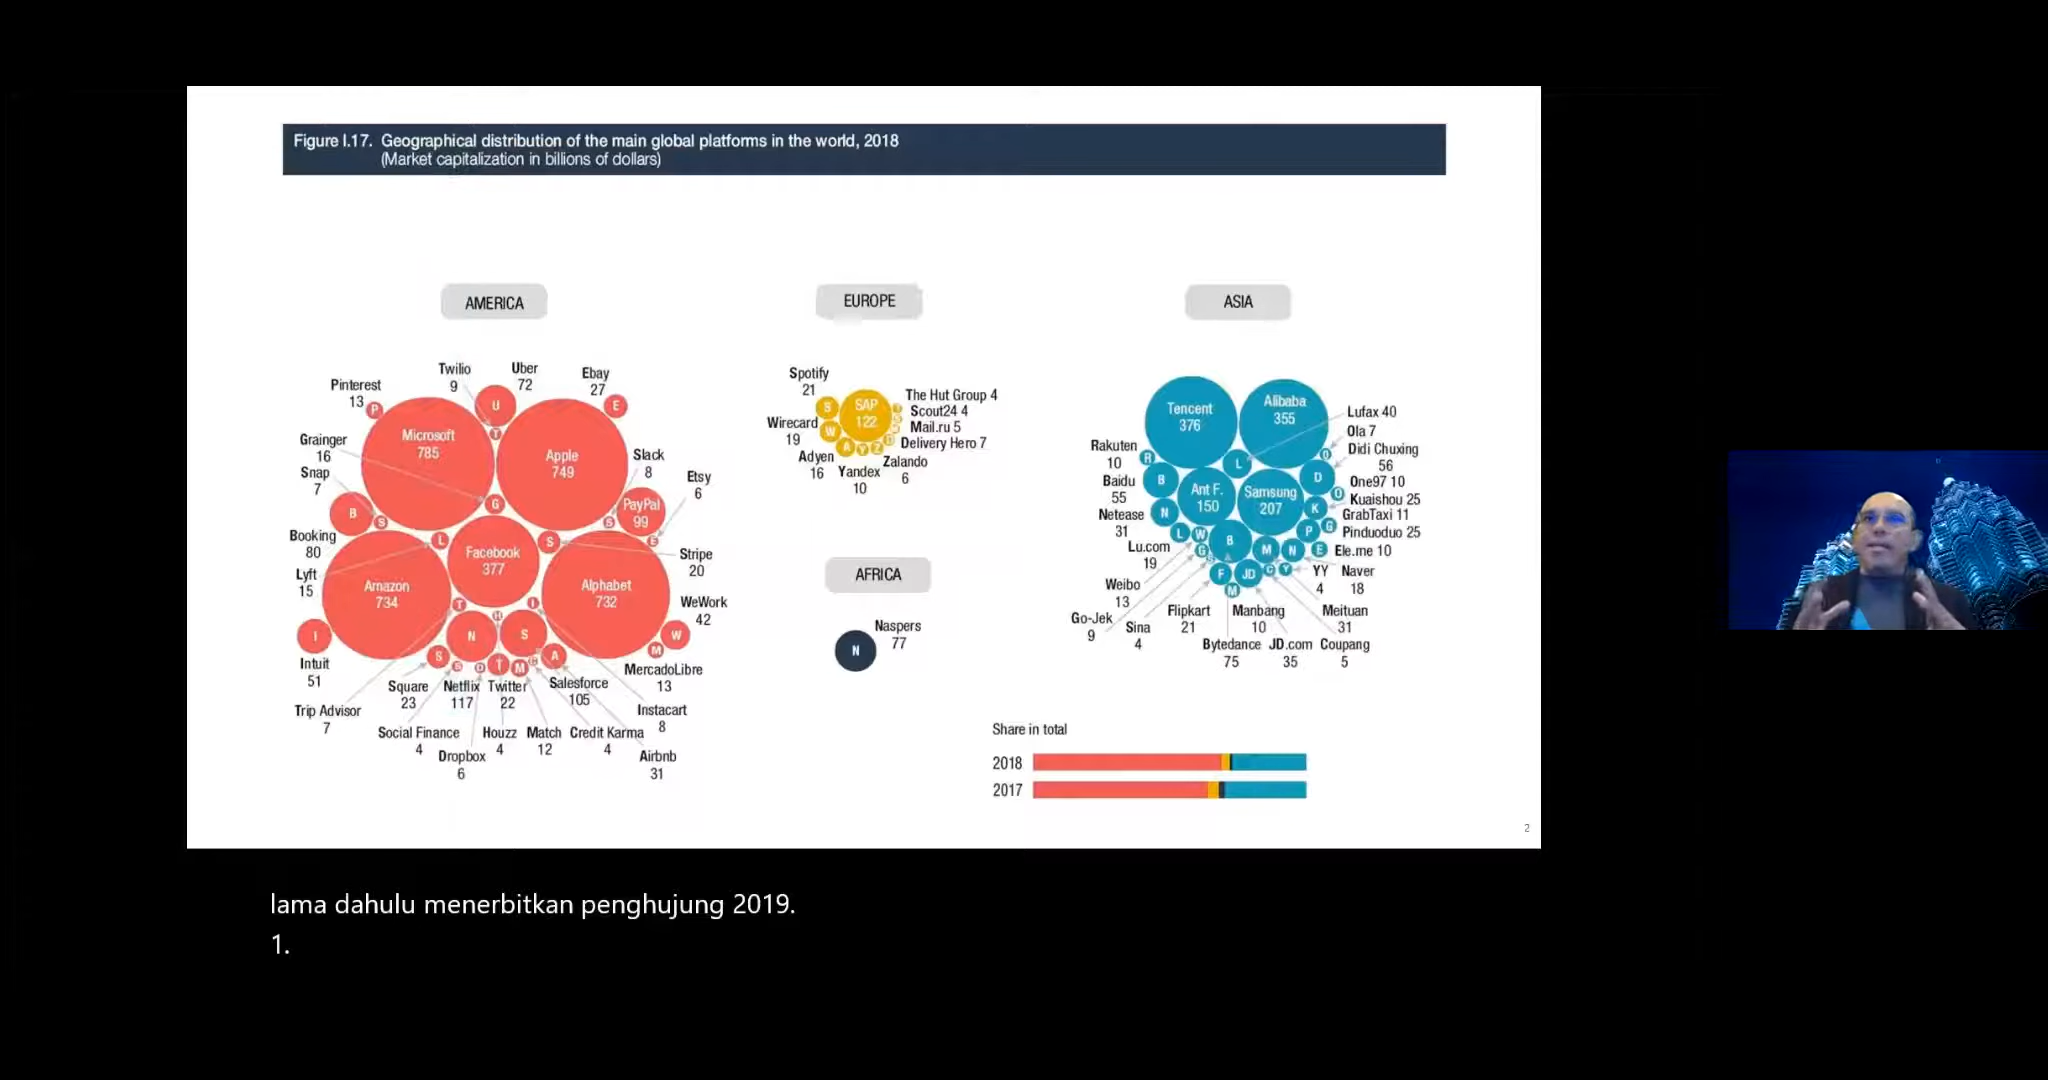 Figure I.17. Geographical distribution of the main global platforms in the world, 2018
(Market capitalization in billions of dollars)
AMERICA
Twilio
9
Uber
72
Ebay
27
Pinterest
13
P
U
E
T
Microsoft
785
Apple
749
Grainger
16
Slack
8
Snap
7
Etsy
6
G
PayPal
99
B
S
S
Booking
80
L
Facebook
377
S
E
Stripe
20
Lyft
15
Amazon
734
Alphabet
732
WeWork
42
T
I
H
I
N
S
W
M
S
A
T
M
Intuit
51
MercadoLibre
13
Square
23
Netflix
117
Twitter
22
Salesforce
105
Trip Advisor
7
Instacart
8
Social Finance
4
Houzz
4
Match
12
Credit Karma
4
Dropbox
6
Airbnb
31
EUROPE
Spotify
21
S
SAP
122
The Hut Group 4
Scout24 4
Mail.ru 5
Delivery Hero 7
Wirecard
19
W
A
Y
Z
Adyen
16
Yandex
10
Zalando
6
AFRICA
Naspers
77
N
ASIA
Tencent
376
Alibaba
355
Lufax 40
Ola 7
Didi Chuxing
56
Rakuten
10
R
L
O
D
Baidu
55
B
Ant F.
150
Samsung
207
One97 10
O
Kuaishou 25
K
GrabTaxi 11
G
Netease
31
N
Pinduoduo 25
P
L
W
B
M
N
E
Ele.me 10
G
Lu.com
19
F
JD
C
Y
M
YY
4
Naver
18
Weibo
13
Go-Jek
9
Sina
4
Flipkart
21
Manbang
10
Meituan
31
Bytedance
75
JD.com
35
Coupang
5
Share in total
2018
2017
2
lama dahulu menerbitkan penghujung 2019.
1.